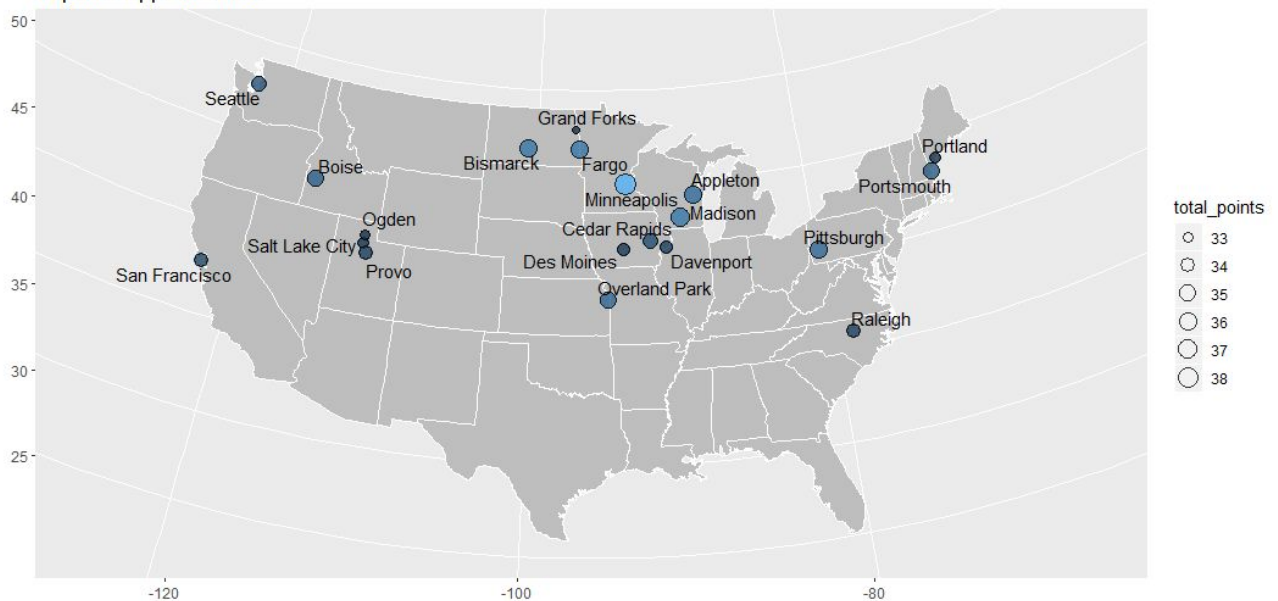 50
45
40
35
30
25
Seattle
Grand Forks
Bismarck
Fargo
Portland
Boise
Appleton
Portsmouth
Minneapolis
Madison
Ogden
Cedar Rapids
Pittsburgh
Salt Lake City
Des Moines
Davenport
San Francisco
Provo
Overland Park
Raleigh
total_points
33
34
35
36
37
38
-120
-100
-80